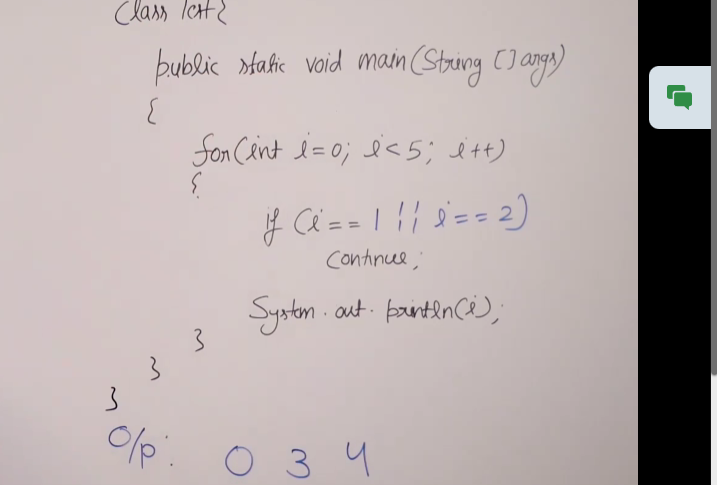 Class Test{
public static void main(String []args)
{
for(int i=0; i<5; i++)
{
if (i==1 || i==2)
continue;
System.out.println(i);
}
}
}
O/p: 0 3 4